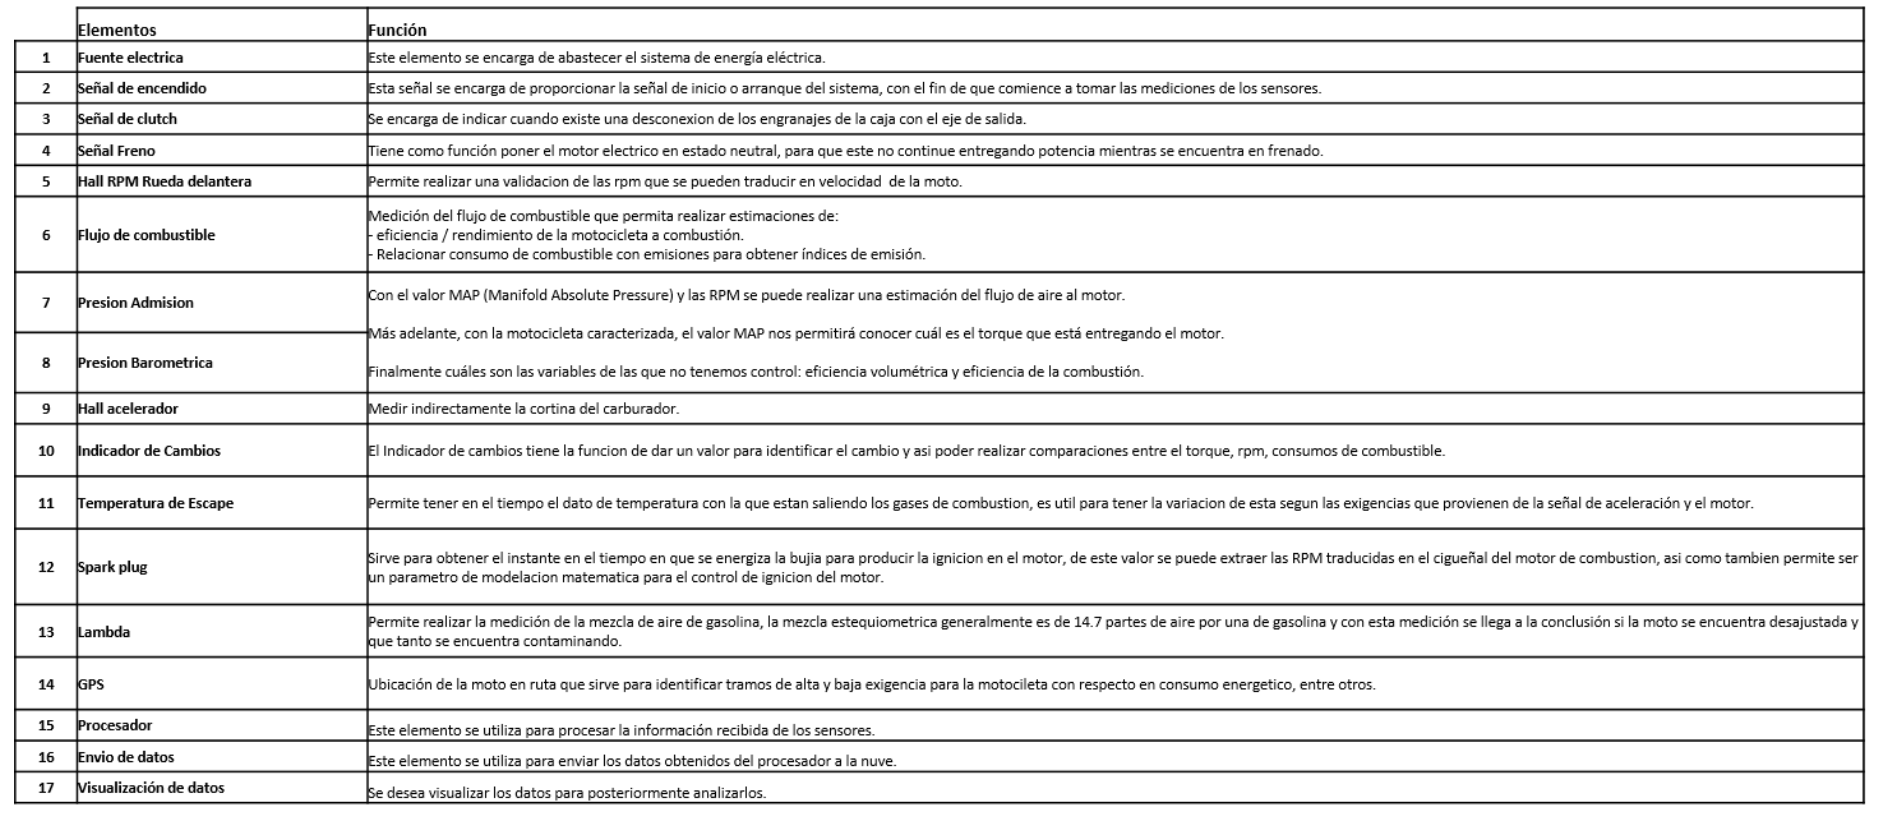 Elementos Función
1 Fuente electrica Este elemento se encarga de abastecer el sistema de energía eléctrica.
2 Señal de encendido Esta señal se encarga de proporcionar la señal de inicio o arranque del sistema, con el fin de que comience a tomar las mediciones de los sensores.
3 Señal de clutch Se encarga de indicar cuando existe una desconexion de los engranajes de la caja con el eje de salida.
4 Señal Freno Tiene como función poner el motor electrico en estado neutral, para que este no continue entregando potencia mientras se encuentra en frenado.
5 Hall RPM Rueda delantera Permite realizar una validacion de las rpm que se pueden traducir en velocidad de la moto.
6 Flujo de combustible Medición del flujo de combustible que permita realizar estimaciones de:
- eficiencia / rendimiento de la motocicleta a combustión.
- Relacionar consumo de combustible con emisiones para obtener índices de emisión.
7 Presion Admision Con el valor MAP (Manifold Absolute Pressure) y las RPM se puede realizar una estimación del flujo de aire al motor.
Más adelante, con la motocicleta caracterizada, el valor MAP nos permitirá conocer cuál es el torque que está entregando el motor.
8 Presion Barometrica Finalmente cuáles son las variables de las que no tenemos control: eficiencia volumétrica y eficiencia de la combustión.
9 Hall acelerador Medir indirectamente la cortina del carburador.
10 Indicador de Cambios El Indicador de cambios tiene la funcion de dar un valor para identificar el cambio y asi poder realizar comparaciones entre el torque, rpm, consumos de combustible.
11 Temperatura de Escape Permite tener en el tiempo el dato de temperatura con la que estan saliendo los gases de combustion, es util para tener la variacion de esta segun las exigencias que provienen de la señal de aceleración y el motor.
12 Spark plug Sirve para obtener el instante en el tiempo en que se energiza la bujia para producir la ignicion en el motor, de este valor se puede extraer las RPM traducidas en el cigueñal del motor de combustion, asi como tambien permite ser
un parametro de modelacion matematica para el control de ignicion del motor.
13 Lambda Permite realizar la medición de la mezcla de aire de gasolina, la mezcla estequiometrica generalmente es de 14.7 partes de aire por una de gasolina y con esta medición se llega a la conclusión si la moto se encuentra desajustada y
que tanto se encuentra contaminando.
14 GPS Ubicación de la moto en ruta que sirve para identificar tramos de alta y baja exigencia para la motocileta con respecto en consumo energetico, entre otros.
15 Procesador Este elemento se utiliza para procesar la información recibida de los sensores.
16 Envio de datos Este elemento se utiliza para enviar los datos obtenidos del procesador a la nuve.
17 Visualización de datos Se desea visualizar los datos para posteriormente analizarlos.